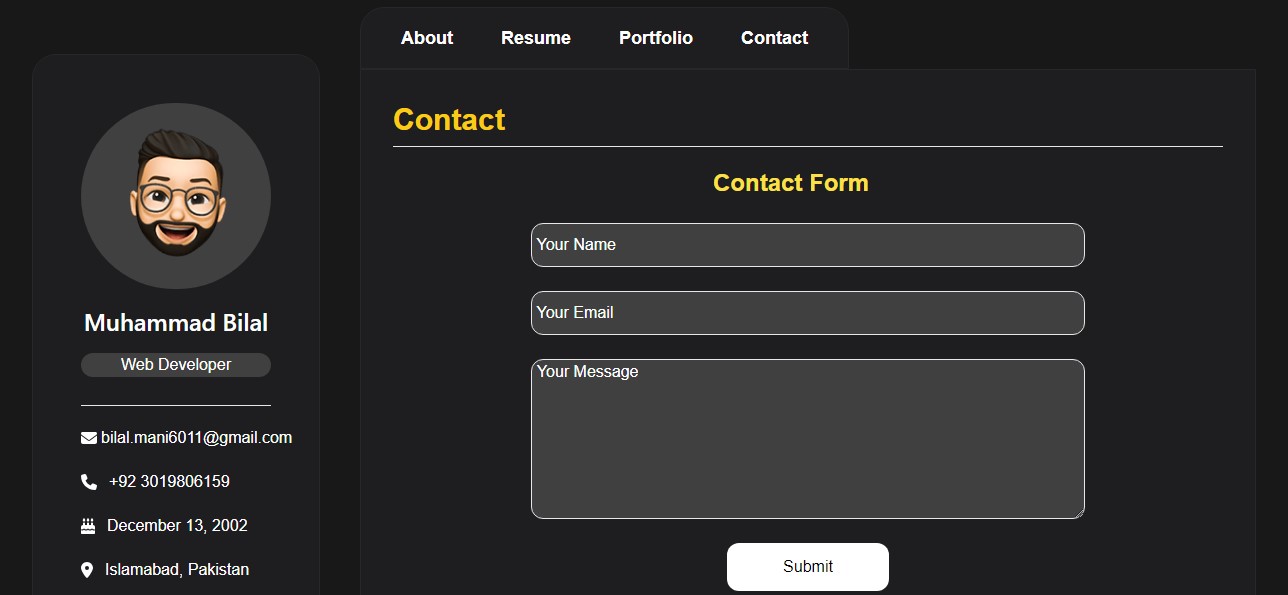 About Resume Portfolio Contact
Muhammad Bilal
Web Developer
bilal.mani6011@gmail.com
+92 3019806159
December 13, 2002
Islamabad, Pakistan
Contact
Contact Form
Your Name
Your Email
Your Message
Submit